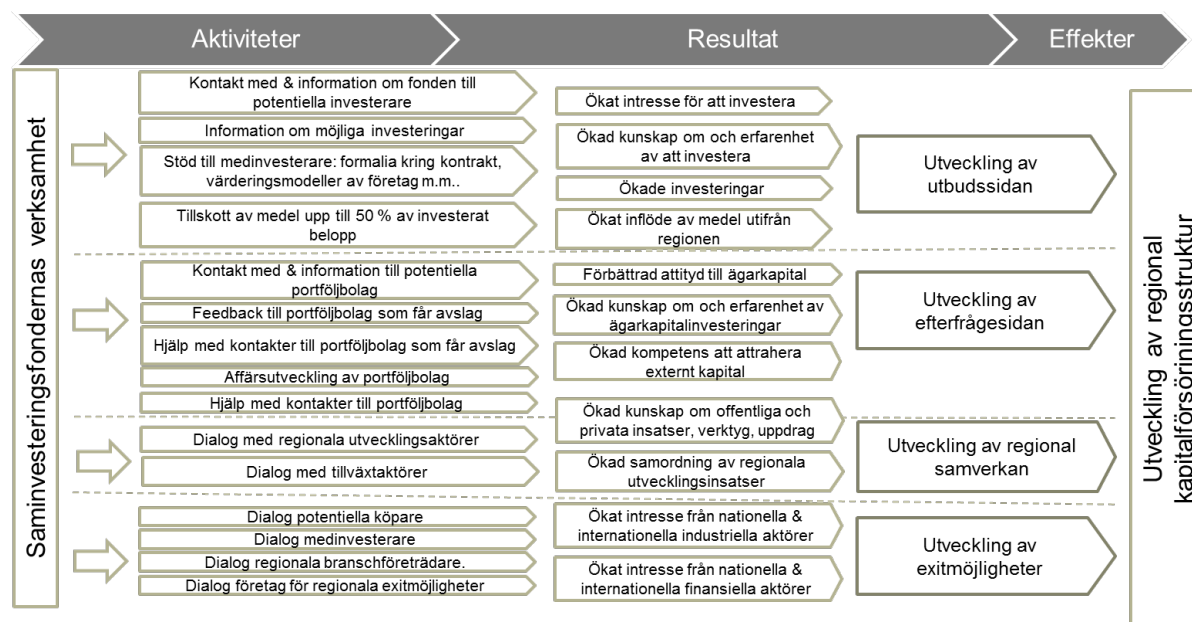 Aktiviteter
Resultat
Effekter
Saminvesteringsfondernas verksamhet
Kontakt med & information om fonden till
potentiella investerare
Information om möjliga investeringar
Stöd till medinvesterare: formalia kring kontrakt,
värderingsmodeller av företag m.m..
Tillskott av medel upp till 50 % av investerat
belopp
Ökat intresse för att investera
Ökad kunskap om och erfarenhet
av att investera
Ökade investeringar
Ökat inflöde av medel utifrån
regionen
Utveckling av
utbudssidan
Kontakt med & information till potentiella
portföljbolag
Feedback till portföljbolag som får avslag
Hjälp med kontakter till portföljbolag som får avslag
Affärsutveckling av portföljbolag
Hjälp med kontakter till portföljbolag
Förbättrad attityd till ägarkapital
Ökad kunskap om och erfarenhet av
ägarkapitalinvesteringar
Ökad kompetens att attrahera
externt kapital
Utveckling av
efterfrågesidan
Dialog med regionala utvecklingsaktörer
Dialog med tillväxtaktörer
Ökad kunskap om offentliga och
privata insatser, verktyg, uppdrag
Ökad samordning av regionala
utvecklingsinsatser
Utveckling av regional
samverkan
Dialog potentiella köpare
Dialog medinvesterare
Dialog regionala branschföreträdare.
Dialog företag för regionala exitmöjligheter
Ökat intresse från nationella &
internationella industriella aktörer
Ökat intresse från nationella &
internationella finansiella aktörer
Utveckling av
exitmöjligheter
Utveckling av regional
kapitalförsörjningsstruktur